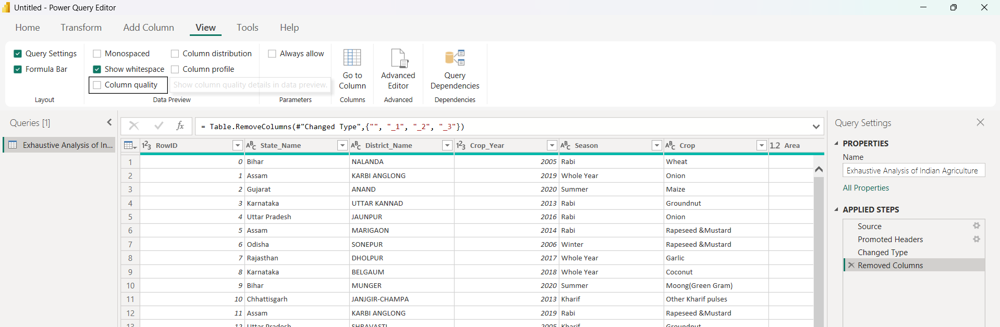 Untitled - Power Query Editor
Home Transform Add Column View Tools Help
Query Settings
Formula Bar
Layout
Monospaced
Show whitespace
Column quality
Column distribution
Column profile
Show column quality details in data preview.
Data Preview
Always allow
Parameters
Go to
Column
Columns
Advanced
Editor
Advanced
Query
Dependencies
Dependencies
Queries [1]
Exhaustive Analysis of In...
fx
= Table.RemoveColumns(#"Changed Type",{"", "_1", "_2", "_3"})
123 RowID ABC State_Name ABC District_Name 123 Crop_Year ABC Season ABC Crop 1.2 Area
1 0 Bihar NALANDA 2005 Rabi Wheat
2 1 Assam KARBI ANGLONG 2019 Whole Year Onion
3 2 Gujarat ANAND 2020 Summer Maize
4 3 Karnataka UTTAR KANNAD 2013 Rabi Groundnut
5 4 Uttar Pradesh JAUNPUR 2016 Rabi Onion
6 5 Assam MARIGAON 2014 Rabi Rapeseed &Mustard
7 6 Odisha SONEPUR 2006 Winter Rapeseed &Mustard
8 7 Rajasthan DHOLPUR 2017 Whole Year Garlic
9 8 Karnataka BELGAUM 2018 Whole Year Coconut
10 9 Bihar MUNGER 2020 Summer Moong(Green Gram)
11 10 Chhattisgarh JANJGIR-CHAMPA 2013 Kharif Other Kharif pulses
12 11 Assam KARBI ANGLONG 2019 Rabi Rapeseed &Mustard
13 12 Uttar Pradesh SHRAVASTI 2005 Kharif Groundnut
Query Settings
PROPERTIES
Name
Exhaustive Analysis of Indian Agriculture
All Properties
APPLIED STEPS
Source
Promoted Headers
Changed Type
Removed Columns